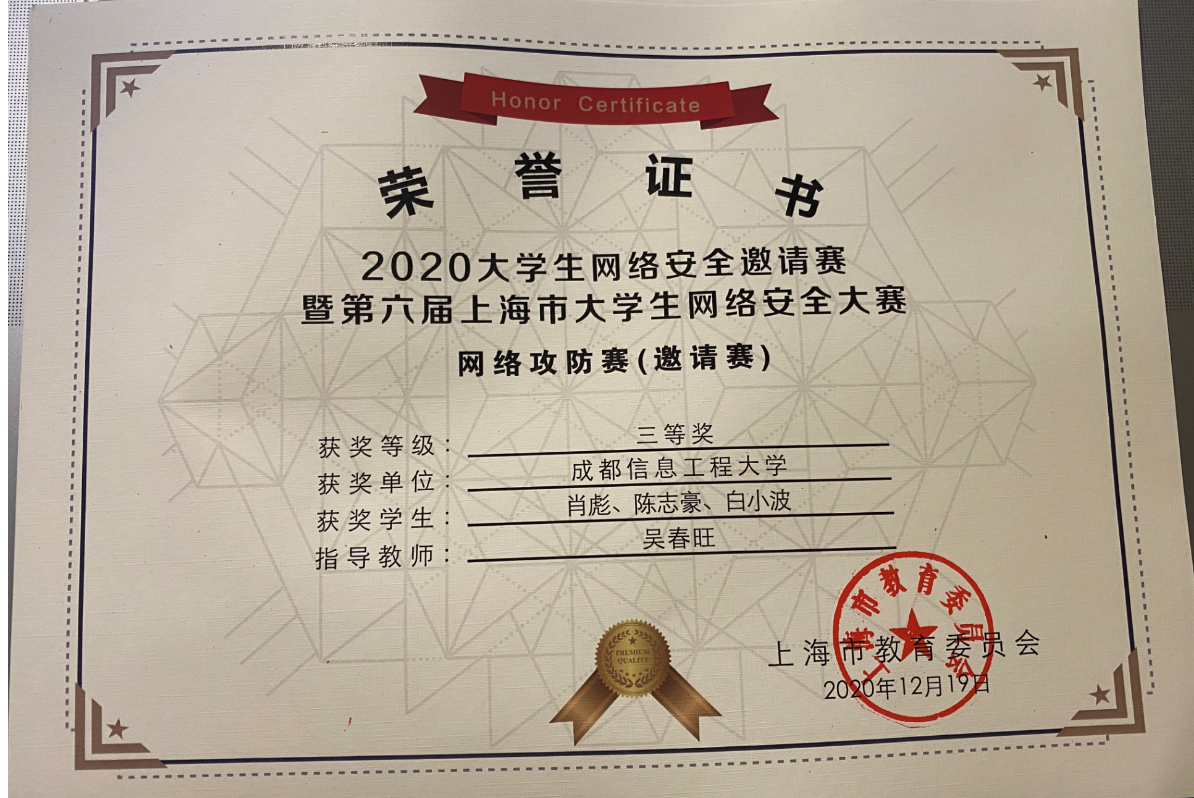 Honor Certificate
荣誉证书
2020大学生网络安全邀请赛
暨第六届上海市大学生网络安全大赛
网络攻防赛(邀请赛)
获奖等级：三等奖
获奖单位：成都信息工程大学
获奖学生：肖彪、陈志豪、白小波
指导教师：吴春旺
PREMIUM
QUALITY
上海市教育委员会
上海市教育委员会
2020年12月19日